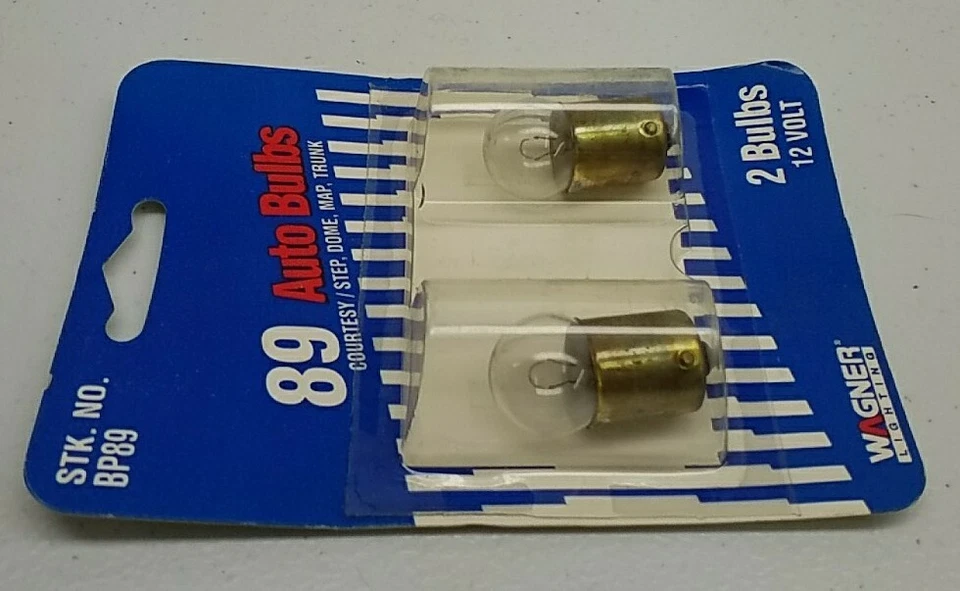 STK. NO.
BP89
89 Auto Bulbs
COURTESY / STEP, DOME, MAP, TRUNK
2 Bulbs
12 VOLT
WAGNER®
LIGHTING